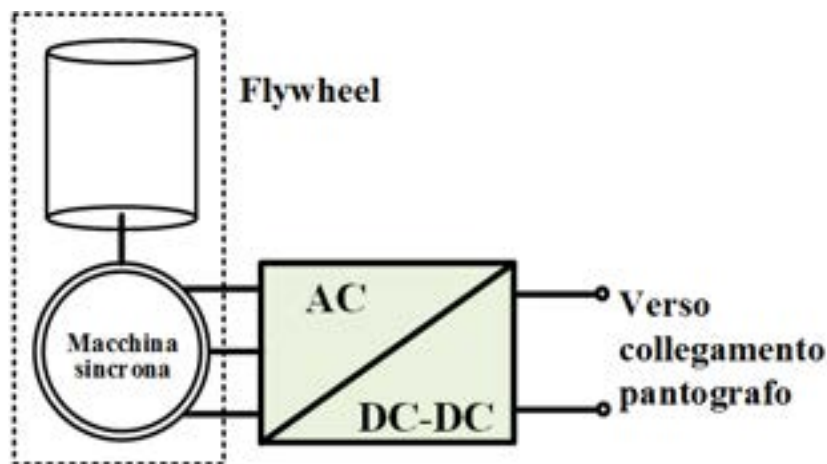 Flywheel
Macchina
sincrona
AC
DC-DC
Verso
collegamento
pantografo